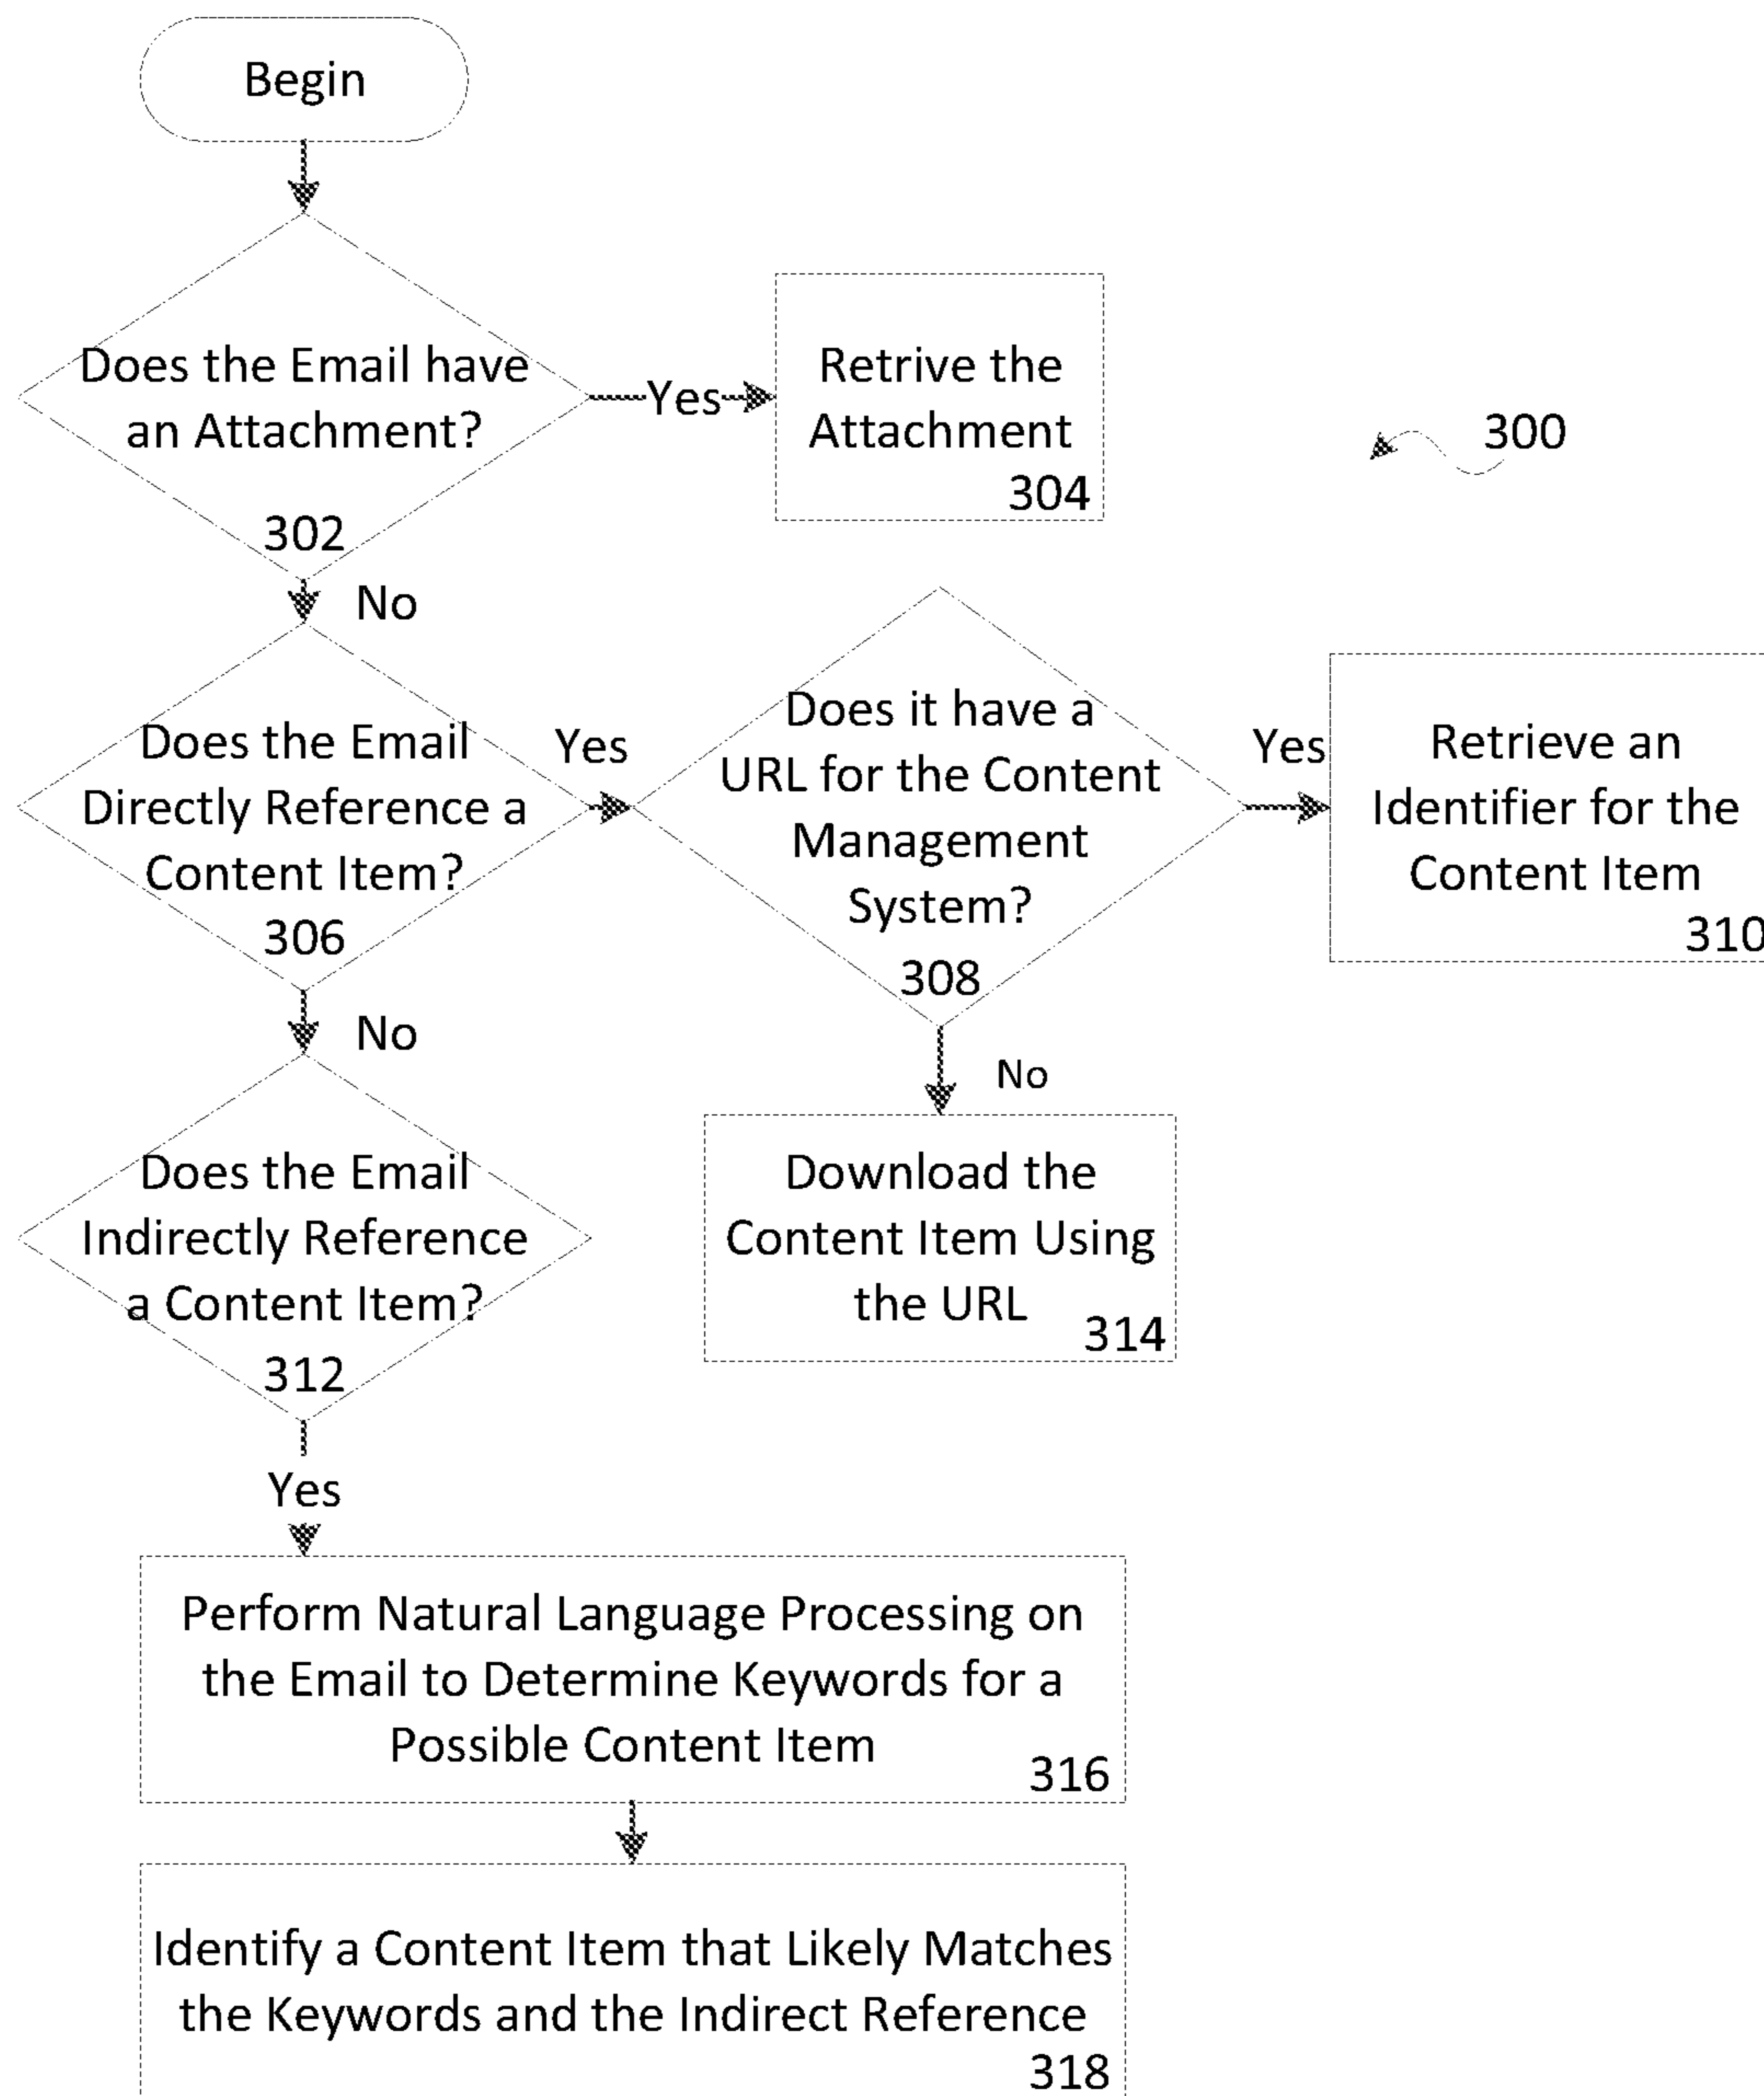 Begin
Does the Email have
an Attachment?
302
Yes
Retrive the
Attachment
304
300
No
Does the Email
Directly Reference a
Content Item?
306
Yes
Does it have a
URL for the Content
Management
System?
308
Yes
Retrieve an
Identifier for the
Content Item
310
No
Does the Email
Indirectly Reference
a Content Item?
312
No
Download the
Content Item Using
the URL
314
Yes
Perform Natural Language Processing on
the Email to Determine Keywords for a
Possible Content Item
316
Identify a Content Item that Likely Matches
the Keywords and the Indirect Reference
318